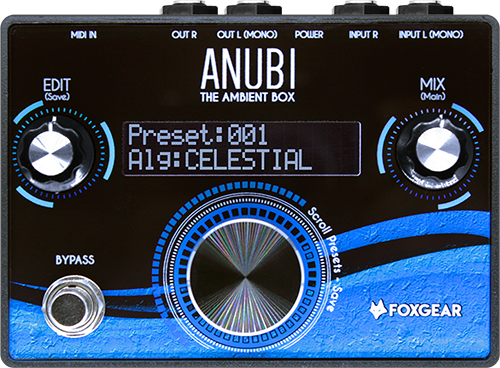 MIDI IN
OUT R
OUT L (MONO)
POWER
INPUT R
INPUT L (MONO)
ANUBI
THE AMBIENT BOX
EDIT
(Save)
MIX
(Main)
Preset:001
Alg:CELESTIAL
Scroll Presets - Save
BYPASS
FOXGEAR